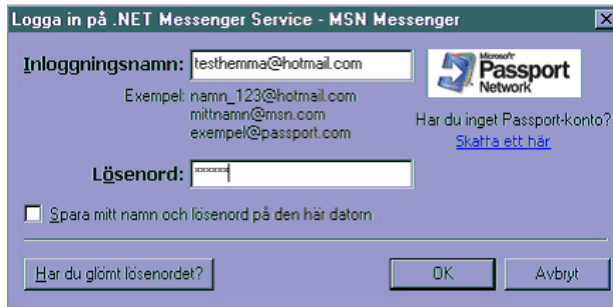 Logga in på .NET Messenger Service - MSN Messenger
Inloggningsnamn: testhemma@hotmail.com
Exempel: namn_123@hotmail.com
mittnamn@msn.com
exempel@passport.com
Microsoft
Passport
Network
Har du inget Passport-konto?
Skaffa ett här
Lösenord: ******
Spara mitt namn och lösenord på den här datorn
Har du glömt lösenordet?
OK
Avbryt